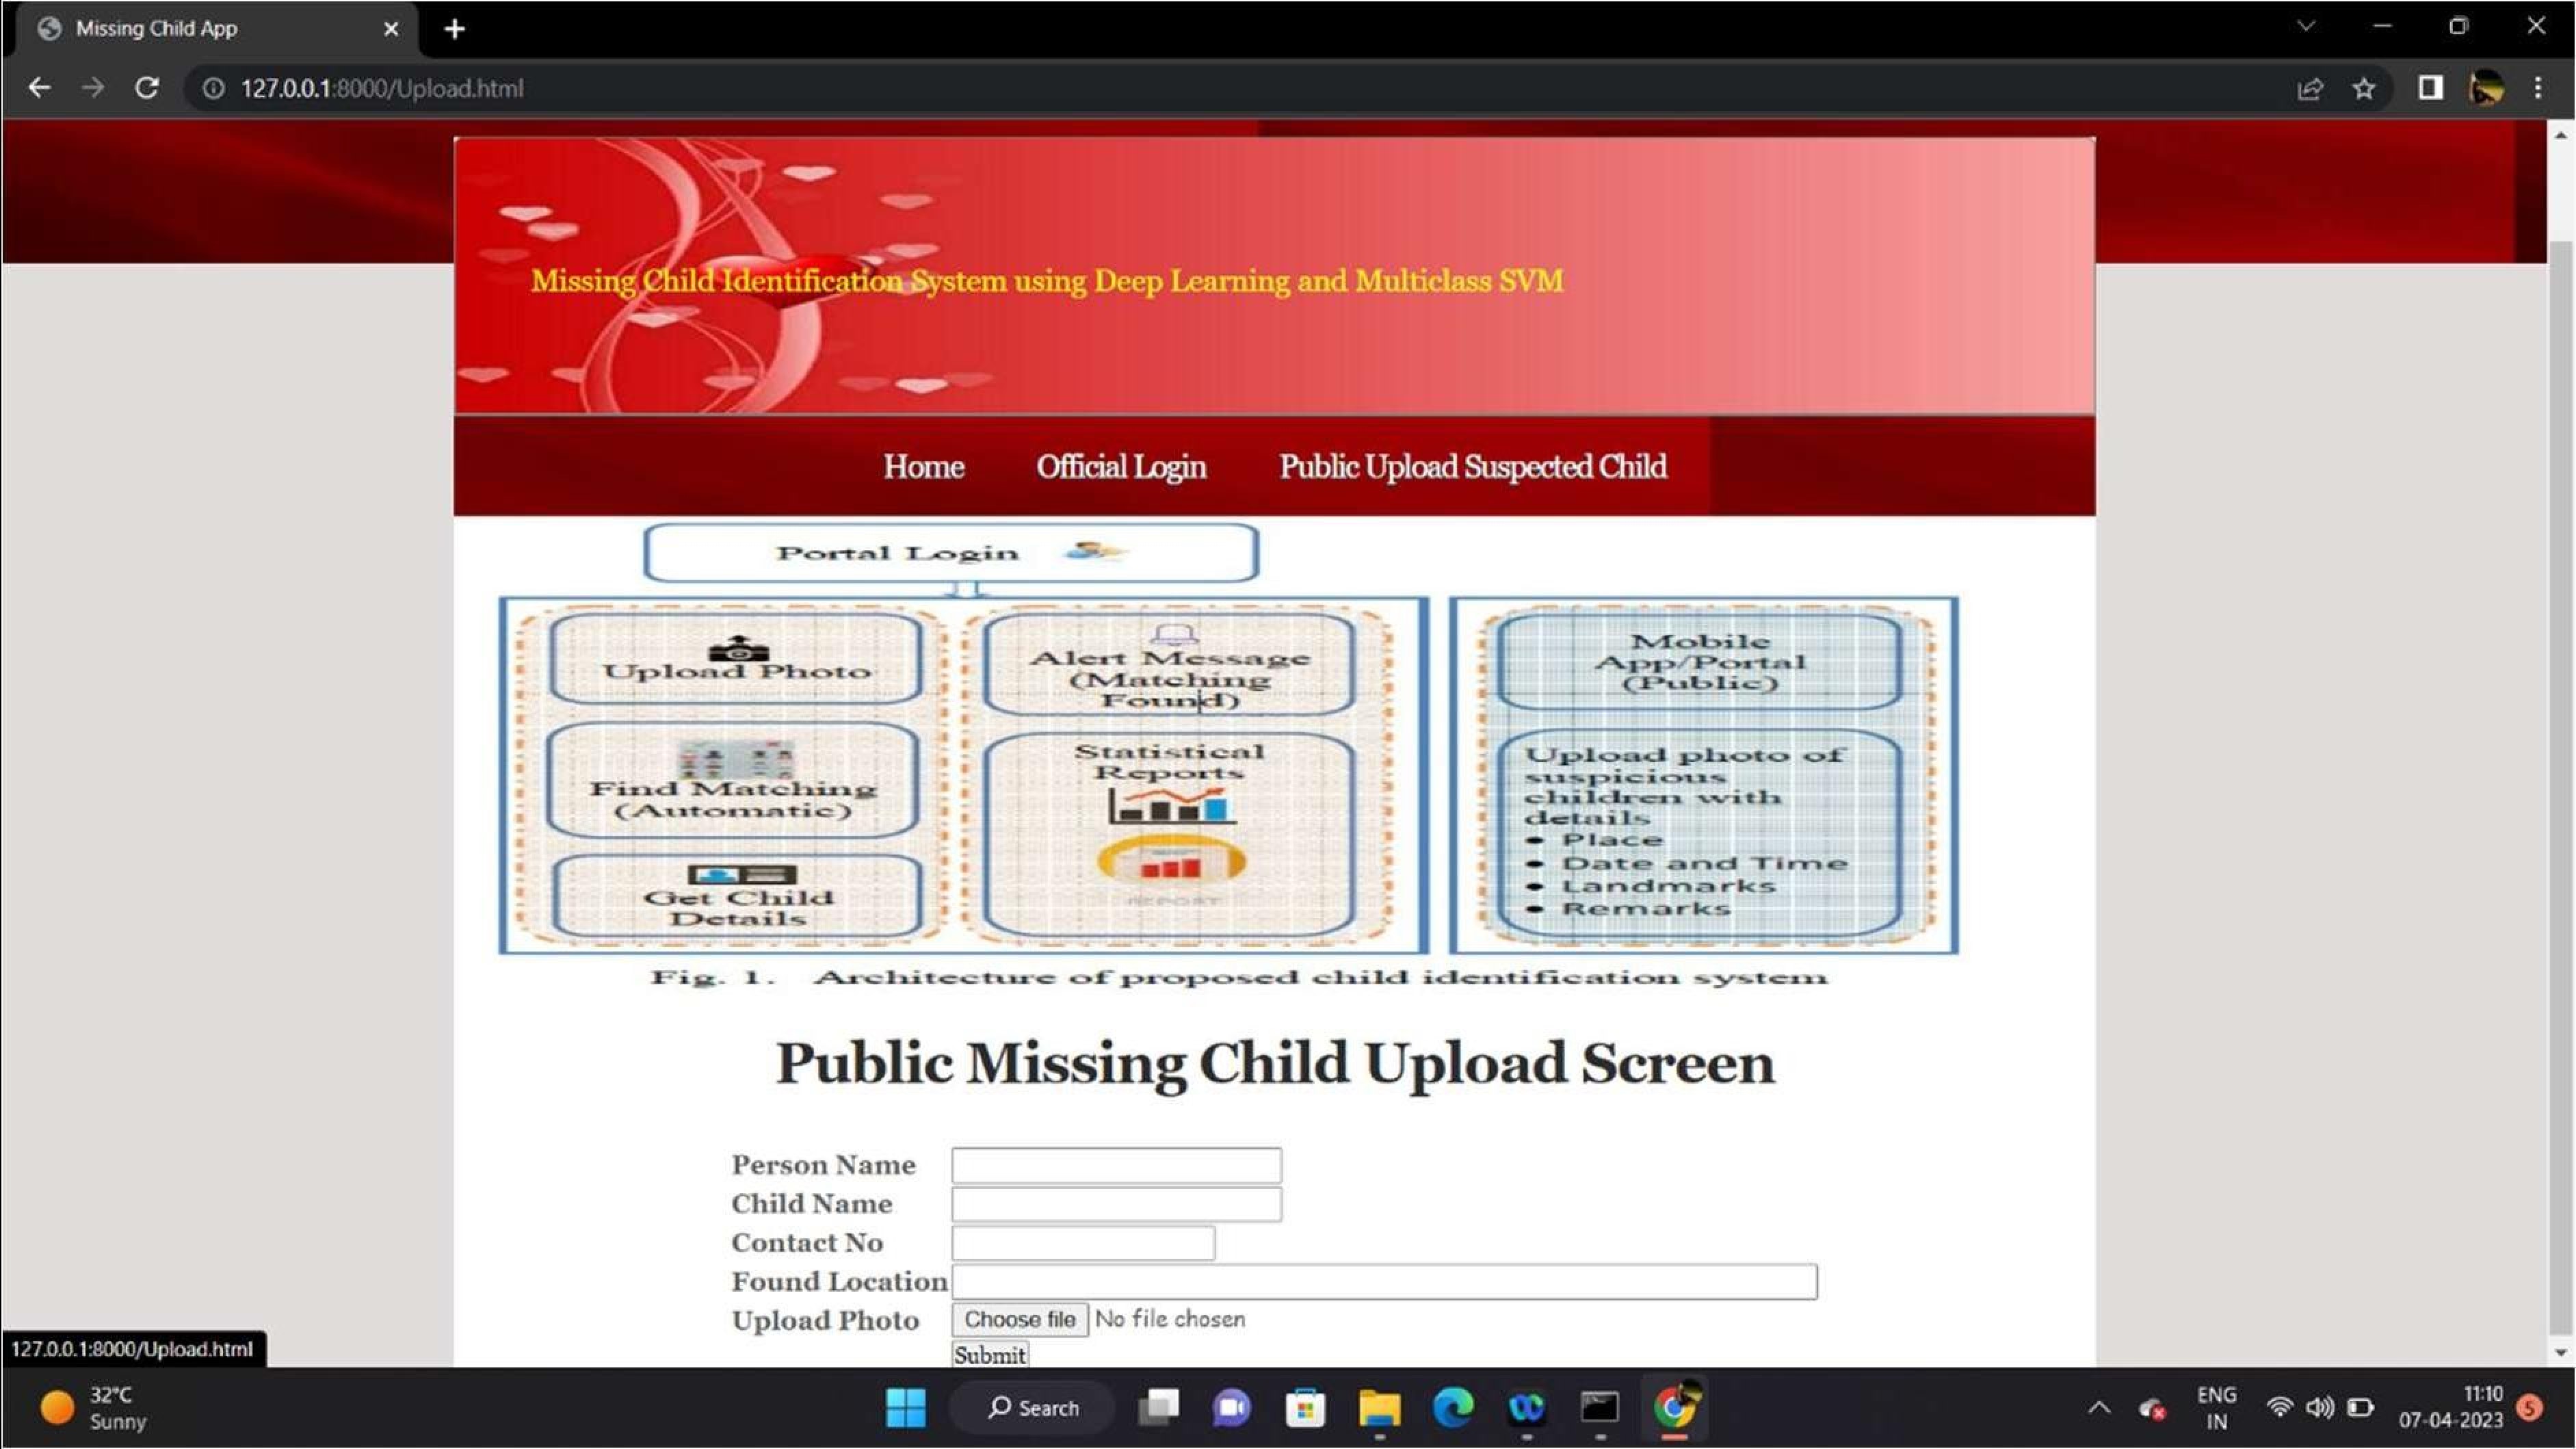 Missing Child App
127.0.0.1:8000/Upload.html
Missing Child Identification System using Deep Learning and Multiclass SVM
Home Official Login Public Upload Suspected Child
Portal Login
Upload Photo
Find Matching
(Automatic)
Get Child
Details
Alert Message
(Matching
Found)
Statistical
Reports
REPORT
Mobile
App/Portal
(Public)
Upload photo of
suspicious
children with
details
• Place
• Date and Time
• Landmarks
• Remarks
Fig. 1. Architecture of proposed child identification system
Public Missing Child Upload Screen
Person Name
Child Name
Contact No
Found Location
Upload Photo Choose file No file chosen
Submit
127.0.0.1:8000/Upload.html
32°C
Sunny
Search
ENG
IN
11:10
07-04-2023
5